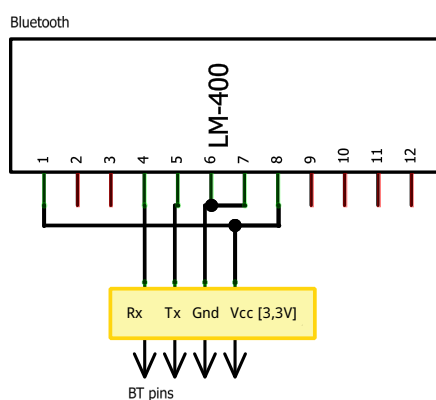 Bluetooth
LM-400
1 2 3 4 5 6 7 8 9 10 11 12
Rx Tx Gnd Vcc [3,3V]
BT pins